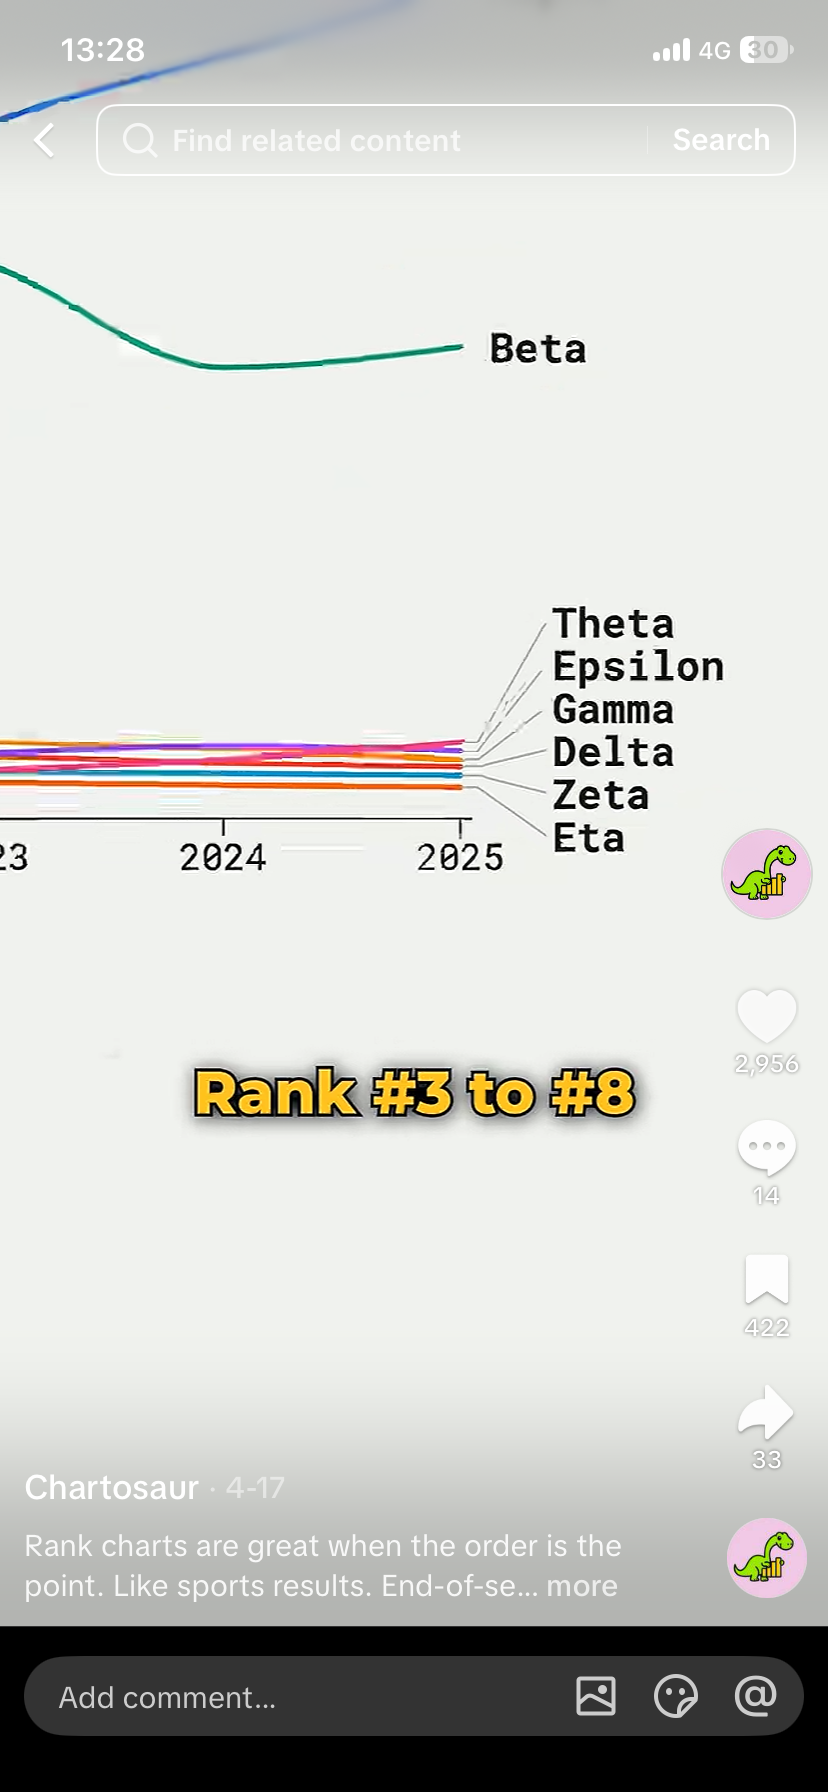 13:28
4G 30
Find related content
Search
Beta
Theta
Epsilon
Gamma
Delta
Zeta
Eta
23
2024
2025
2,956
Rank #3 to #8
14
422
33
Chartosaur · 4-17
Rank charts are great when the order is the
point. Like sports results. End-of-se... more
Add comment...